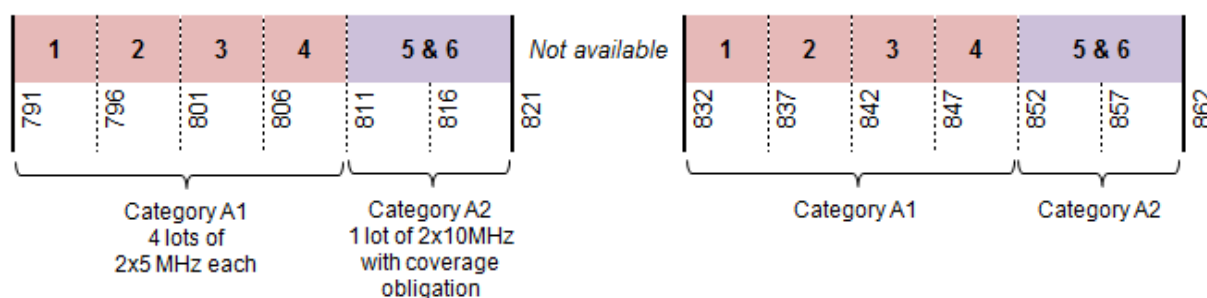 1 2 3 4 5 & 6 Not available 1 2 3 4 5 & 6
791 796 801 806 811 816 821 832 837 842 847 852 857 862
Category A1
4 lots of
2x5 MHz each
Category A2
1 lot of 2x10MHz
with coverage
obligation
Category A1
Category A2